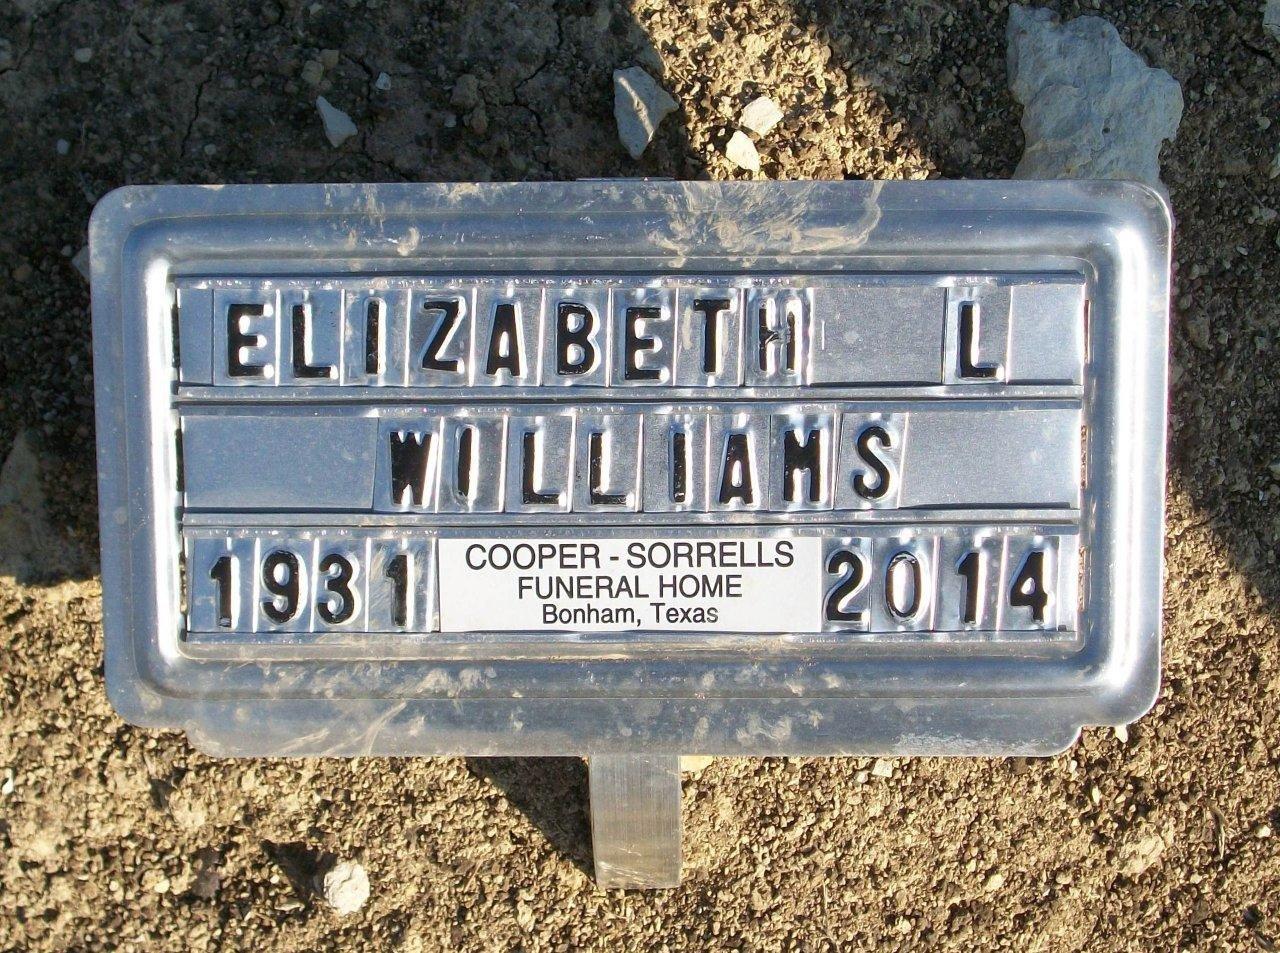 ELIZABETH L
WILLIAMS
1931 COOPER - SORRELLS 2014
FUNERAL HOME
Bonham, Texas